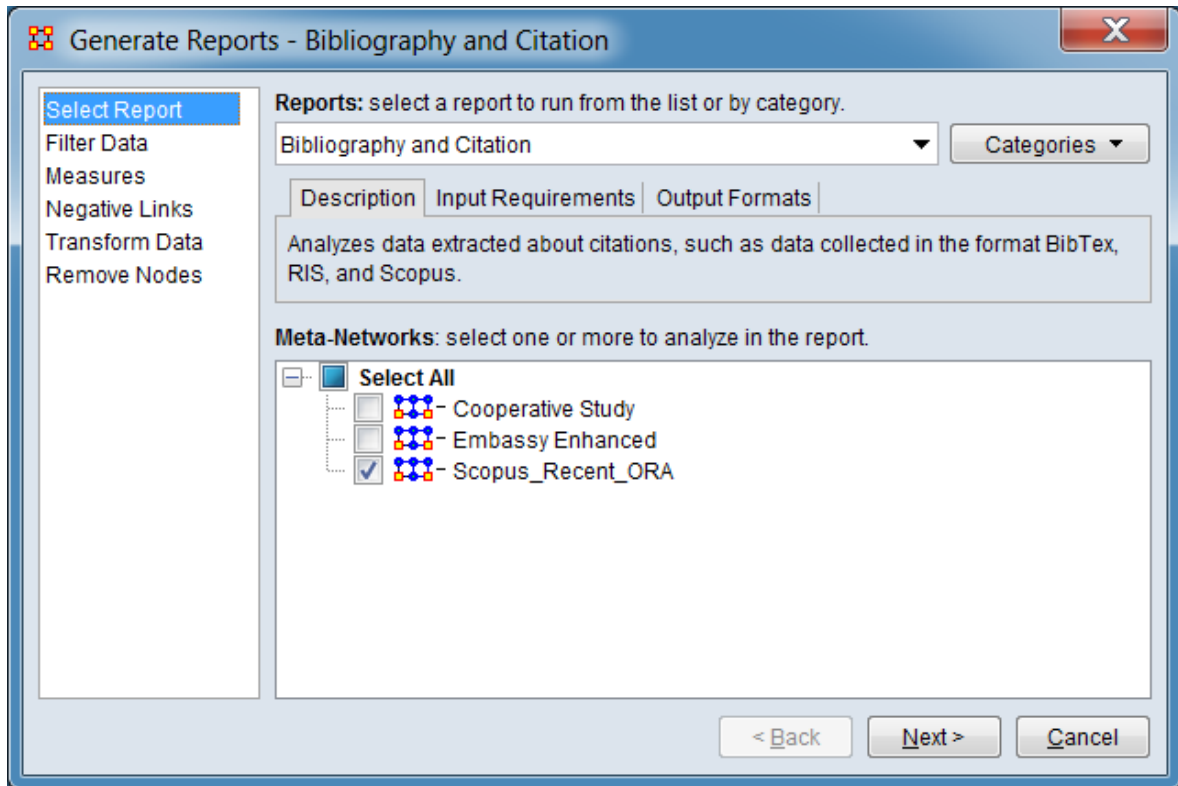 Generate Reports - Bibliography and Citation
X
Select Report
Filter Data
Measures
Negative Links
Transform Data
Remove Nodes
Reports: select a report to run from the list or by category.
Bibliography and Citation
Categories
Description Input Requirements Output Formats
Analyzes data extracted about citations, such as data collected in the format BibTex,
RIS, and Scopus.
Meta-Networks: select one or more to analyze in the report.
Select All
Cooperative Study
Embassy Enhanced
Scopus_Recent_ORA
< Back Next > Cancel